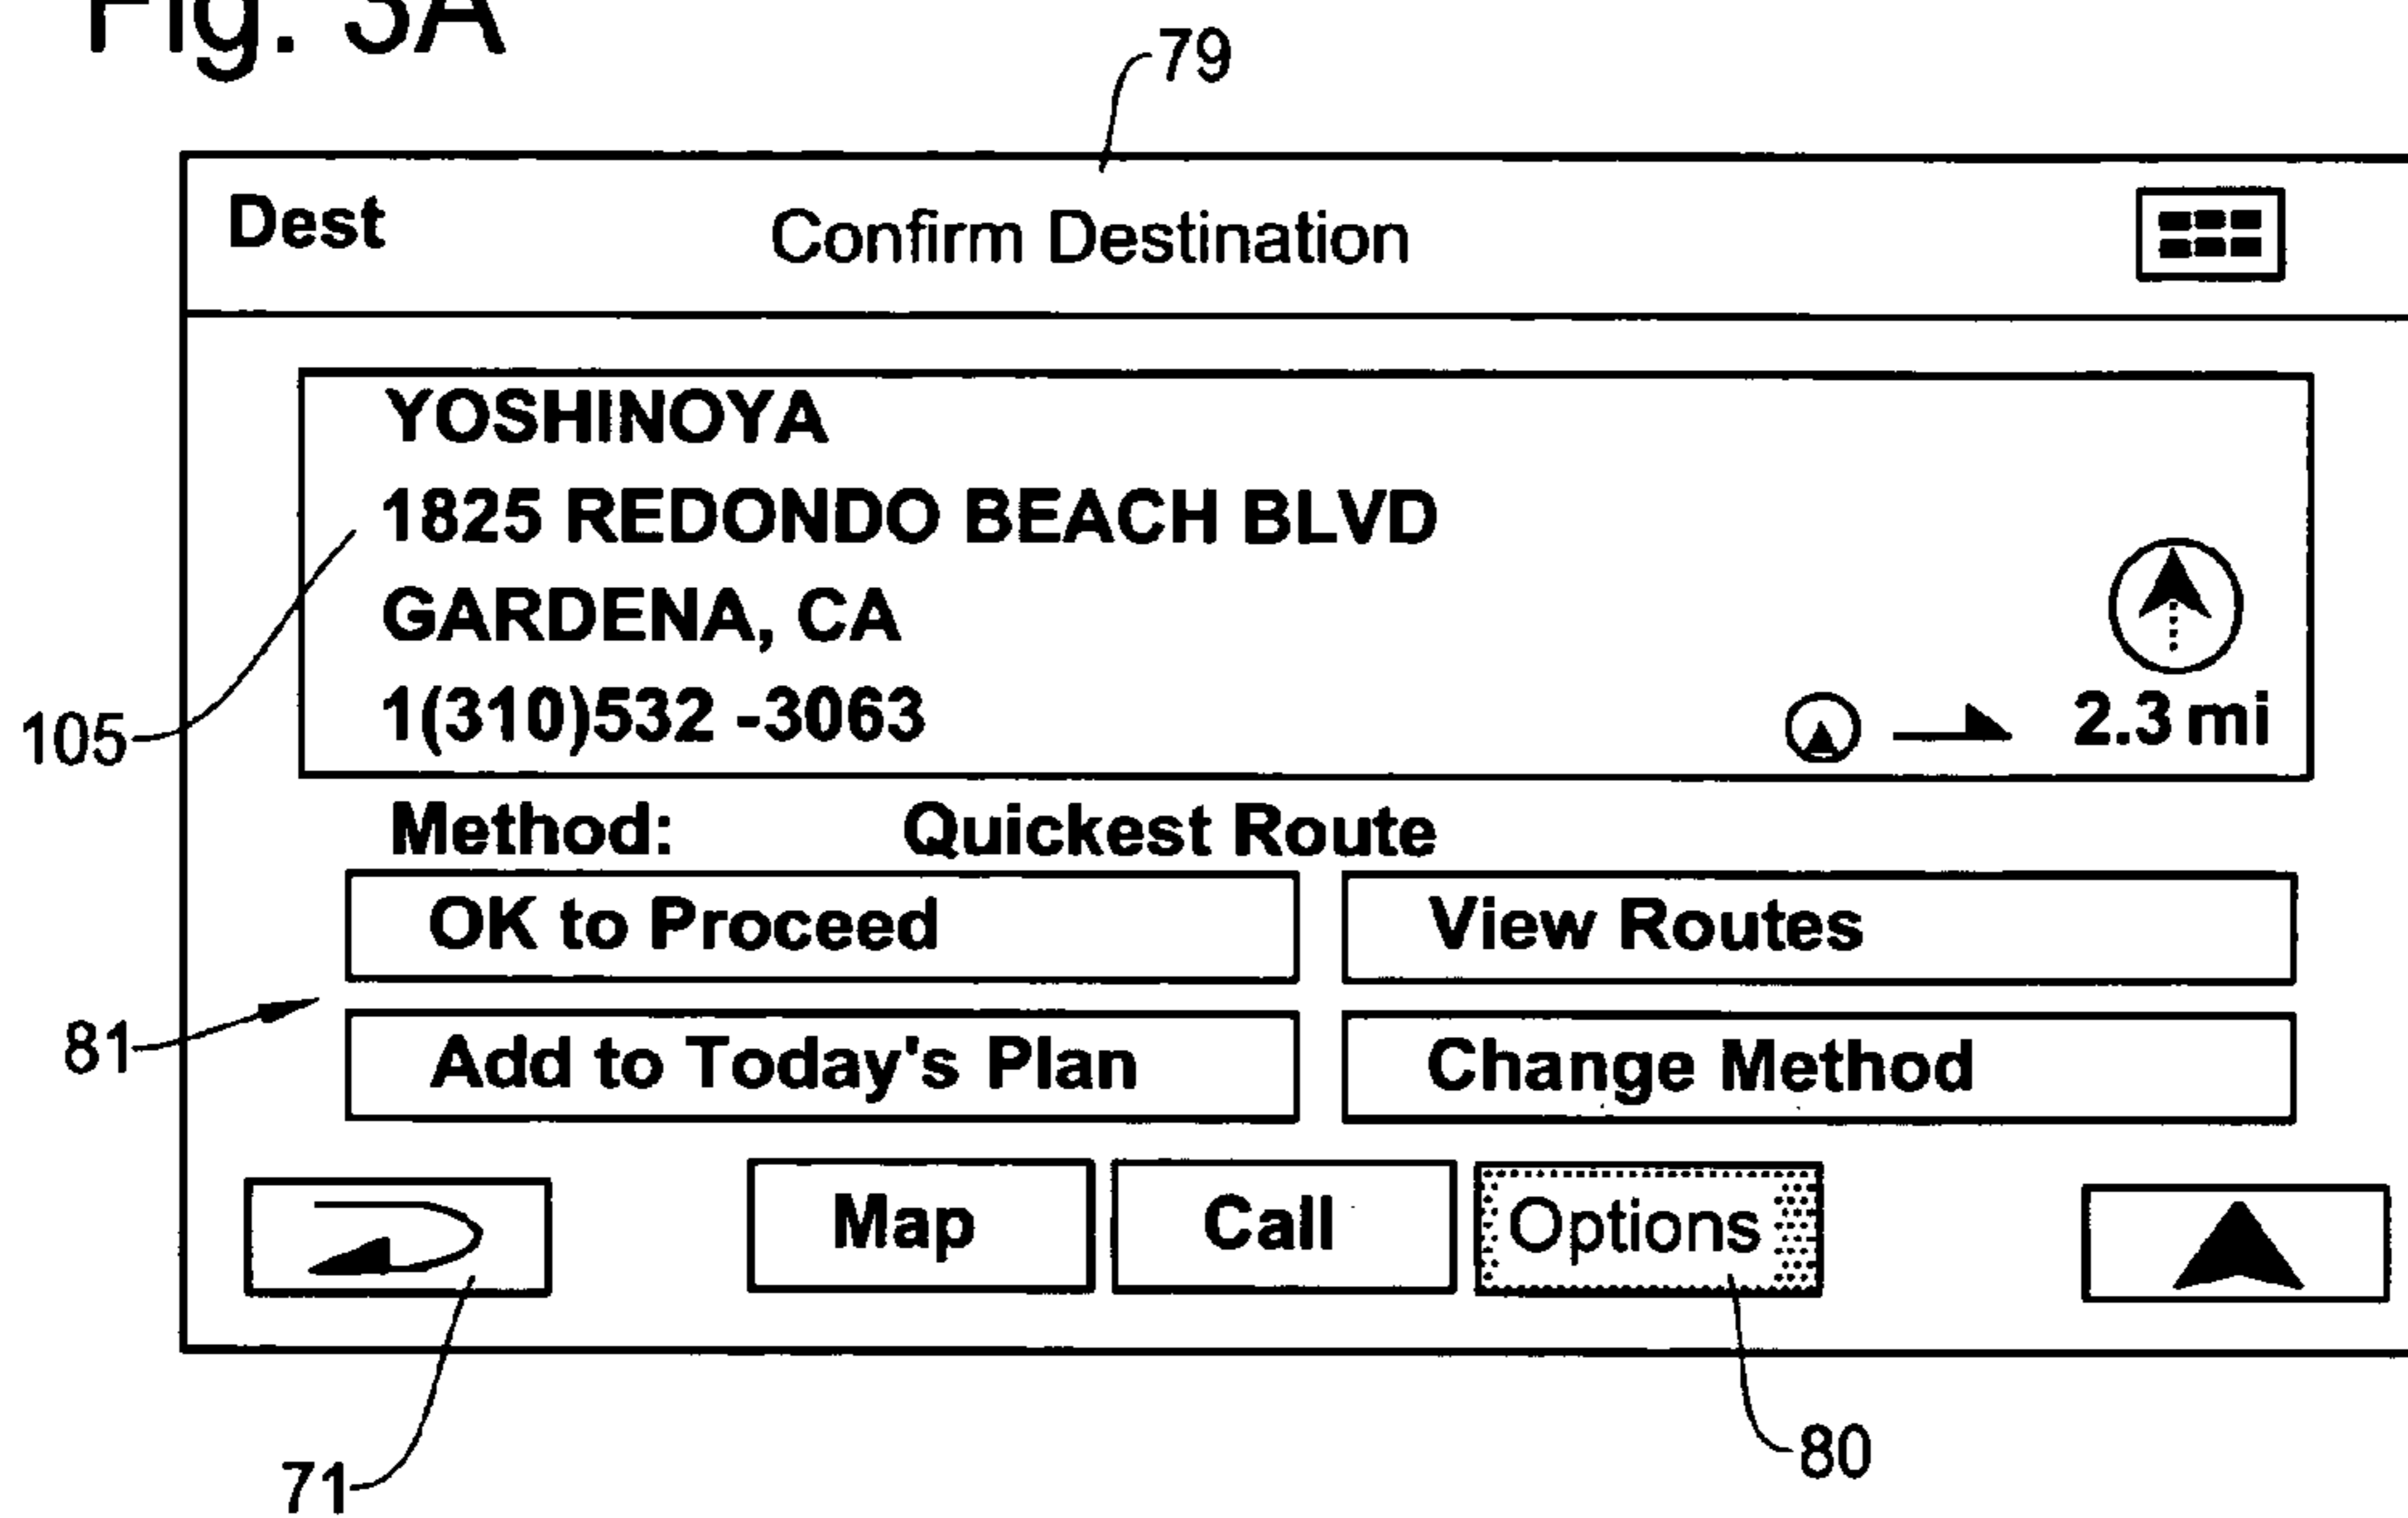 Fig. 3A
79
Dest
Confirm Destination
YOSHINOYA
1825 REDONDO BEACH BLVD
GARDENA, CA
1(310)532 -3063
2.3 mi
105
Method: Quickest Route
OK to Proceed
View Routes
81
Add to Today's Plan
Change Method
Map
Call
Options
71
80